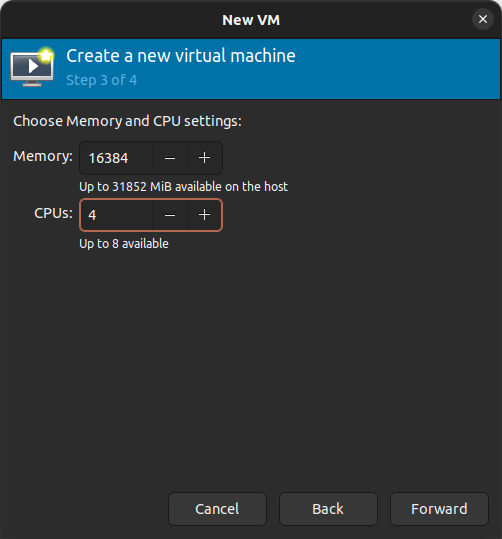 New VM
Create a new virtual machine
Step 3 of 4
Choose Memory and CPU settings:
Memory: 16384 − +
Up to 31852 MiB available on the host
CPUs: 4 − +
Up to 8 available
Cancel Back Forward